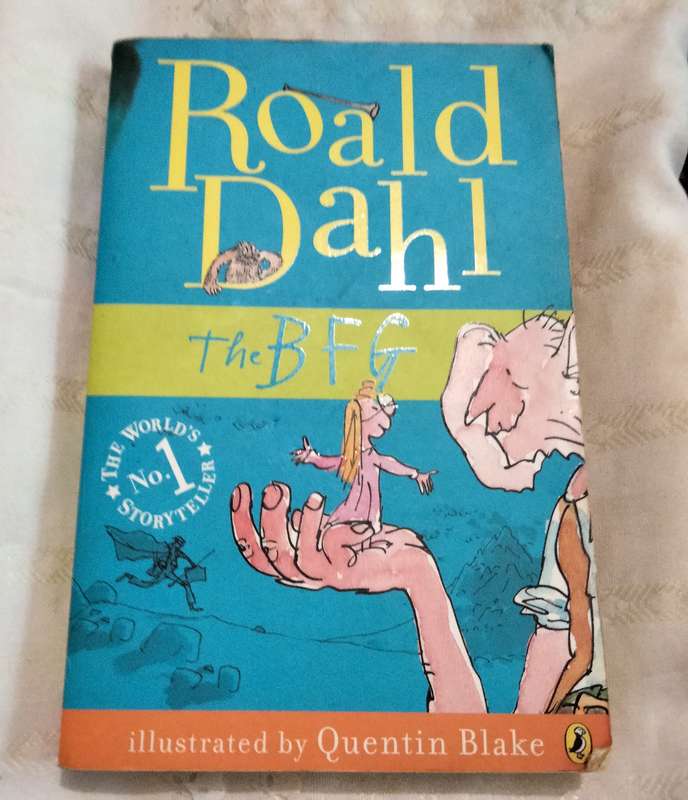 Roald
Dahl
the BFG
THE WORLD'S
No. 1
STORYTELLER
illustrated by Quentin Blake